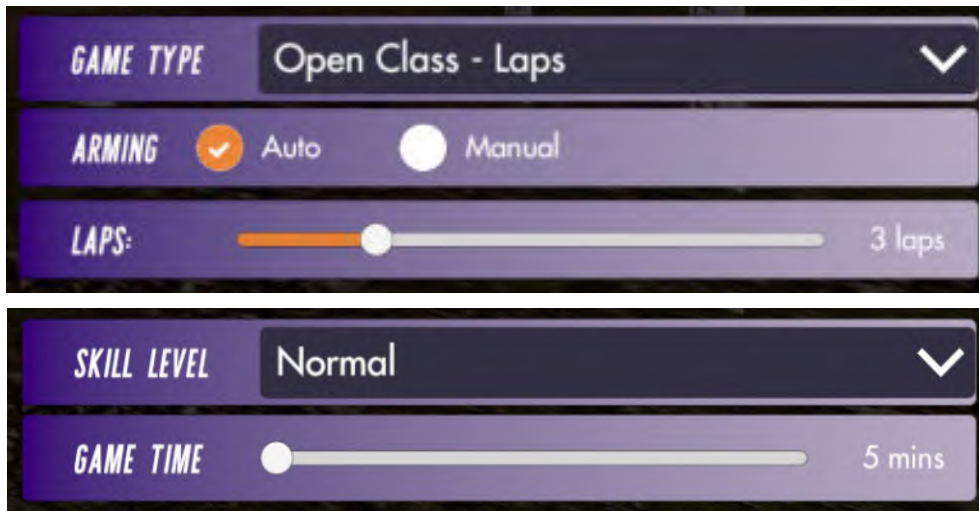 GAME TYPE Open Class - Laps
ARMING Auto Manual
LAPS: 3 laps
SKILL LEVEL Normal
GAME TIME 5 mins